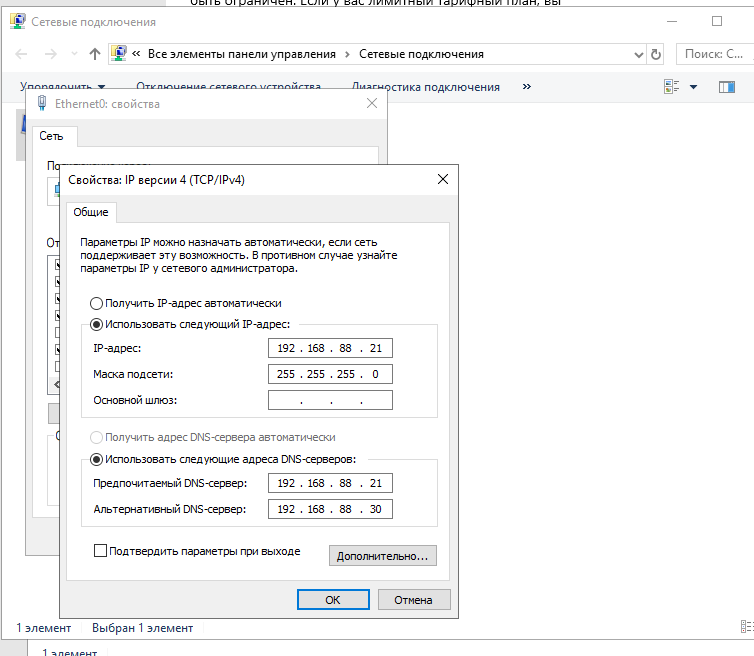 быть ограничен. Если у вас лимитный тарифный план, вы
Сетевые подключения
« Все элементы панели управления › Сетевые подключения
Поиск: С...
Упорядочить Отключение сетевого устройства Диагностика подключения »
Ethernet0: свойства
Сеть
Свойства: IP версии 4 (TCP/IPv4)
Общие
Параметры IP можно назначать автоматически, если сеть
поддерживает эту возможность. В противном случае узнайте
параметры IP у сетевого администратора.
Получить IP-адрес автоматически
Использовать следующий IP-адрес:
IP-адрес: 192 . 168 . 88 . 21
Маска подсети: 255 . 255 . 255 . 0
Основной шлюз: . . .
Получить адрес DNS-сервера автоматически
Использовать следующие адреса DNS-серверов:
Предпочитаемый DNS-сервер: 192 . 168 . 88 . 21
Альтернативный DNS-сервер: 192 . 168 . 88 . 30
Подтвердить параметры при выходе
Дополнительно...
ОК Отмена
1 элемент Выбран 1 элемент
1 элемент